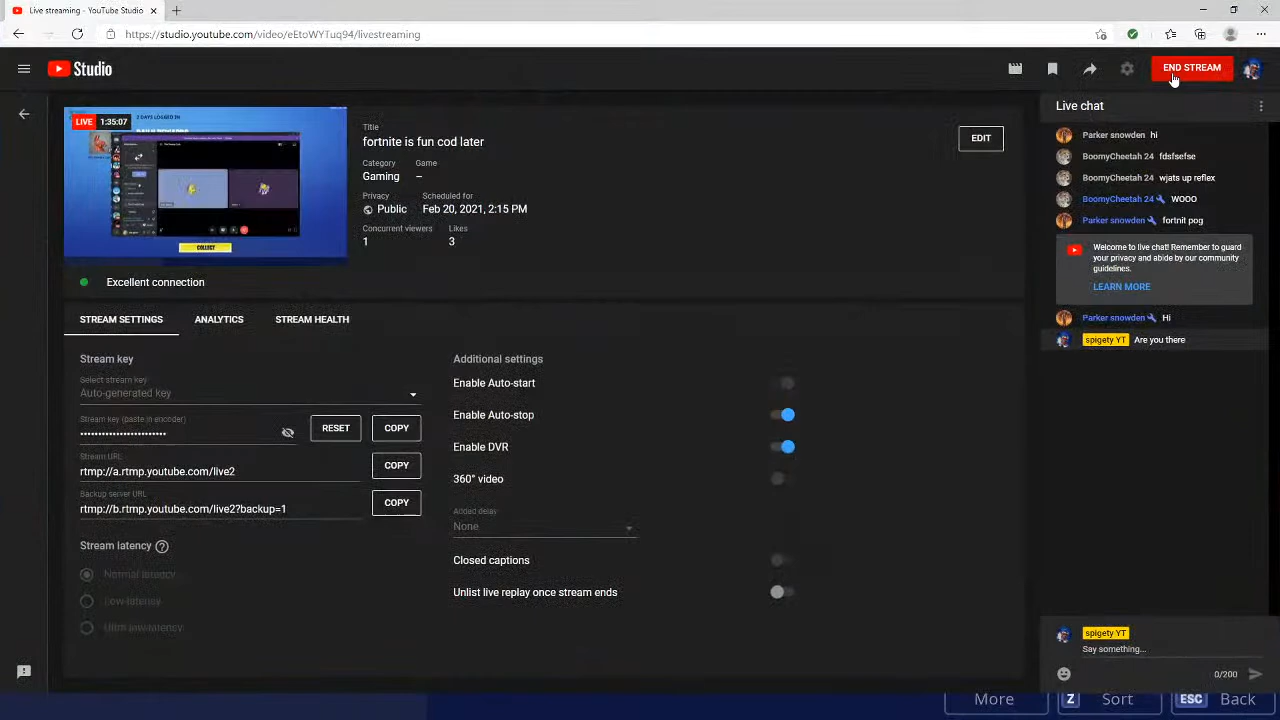 Live streaming - YouTube Studio
https://studio.youtube.com/video/eEtoWYTuq94/livestreaming
Studio
END STREAM
LIVE 1:35:07
2 DAYS LOGGED IN
COLLECT
Title
fortnite is fun cod later
EDIT
Category Game
Gaming –
Privacy Scheduled for
Public Feb 20, 2021, 2:15 PM
Concurrent viewers Likes
1 3
Excellent connection
STREAM SETTINGS ANALYTICS STREAM HEALTH
Stream key
Select stream key
Auto-generated key
Stream key (paste in encoder)
RESET COPY
Stream URL
rtmp://a.rtmp.youtube.com/live2
COPY
Backup server URL
rtmp://b.rtmp.youtube.com/live2?backup=1
COPY
Stream latency
Normal latency
Low-latency
Ultra low-latency
Additional settings
Enable Auto-start
Enable Auto-stop
Enable DVR
360° video
Added delay
None
Closed captions
Unlist live replay once stream ends
Live chat
Parker snowden hi
BoomyCheetah 24 fdsfsefse
BoomyCheetah 24 wjats up reflex
BoomyCheetah 24 WOOO
Parker snowden fortnit pog
Welcome to live chat! Remember to guard
your privacy and abide by our community
guidelines.
LEARN MORE
Parker snowden Hi
spigety YT Are you there
spigety YT
Say something...
0/200
More Z Sort ESC Back